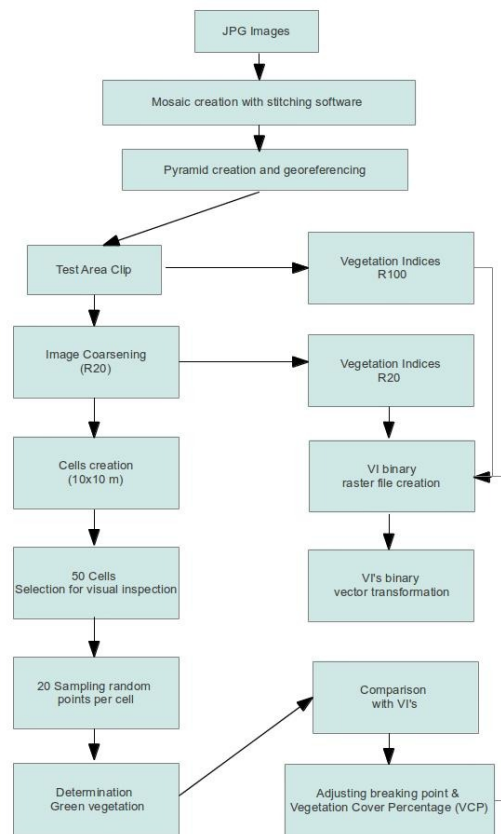 JPG Images
Mosaic creation with stitching software
Pyramid creation and georeferencing
Test Area Clip
Vegetation Indices
R100
Image Coarsening
(R20)
Vegetation Indices
R20
Cells creation
(10x10 m)
VI binary
raster file creation
50 Cells
Selection for visual inspection
VI's binary
vector transformation
20 Sampling random
points per cell
Comparison
with VI's
Determination
Green vegetation
Adjusting breaking point &
Vegetation Cover Percentage (VCP)